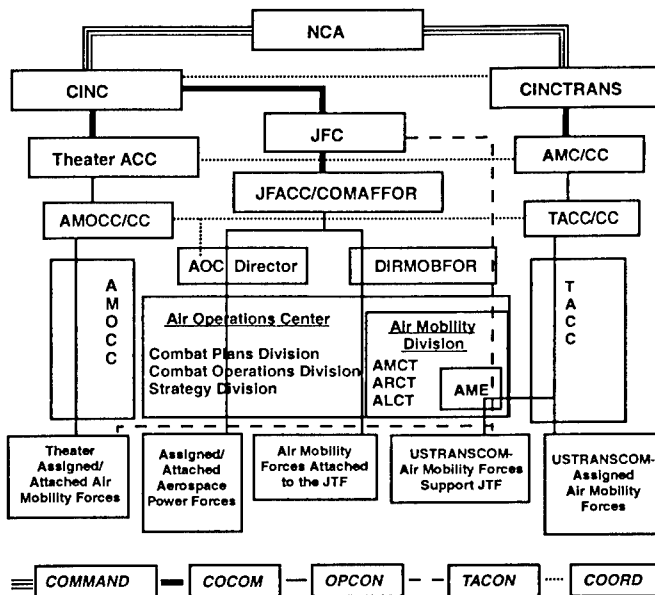 NCA
CINC
CINCTRANS
JFC
Theater ACC
AMC/CC
JFACC/COMAFFOR
AMOCC/CC
TACC/CC
AOC Director
DIRMOBFOR
AMOCC
TACC
Air Operations Center
Combat Plans Division
Combat Operations Division
Strategy Division
Air Mobility
Division
AMCT
ARCT
ALCT
AME
Theater
Assigned/
Attached Air
Mobility Forces
Assigned/
Attached
Aerospace
Power Forces
Air Mobility
Forces Attached
to the JTF
USTRANSCOM-
Air Mobility Forces
Support JTF
USTRANSCOM-
Assigned
Air Mobility
Forces
COMMAND
COCOM
OPCON
TACON
COORD